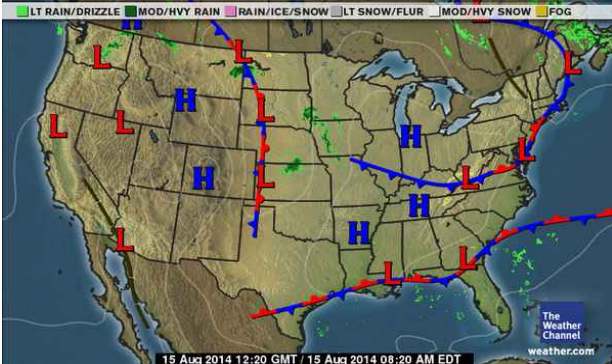 LT RAIN/DRIZZLE MOD/HVY RAIN RAIN/ICE/SNOW LT SNOW/FLUR MOD/HVY SNOW FOG
H
L L L
H L
L L H L
H L L
H
L H L
L L
The
Weather
Channel
weather.com
15 Aug 2014 12:20 GMT / 15 Aug 2014 08:20 AM EDT